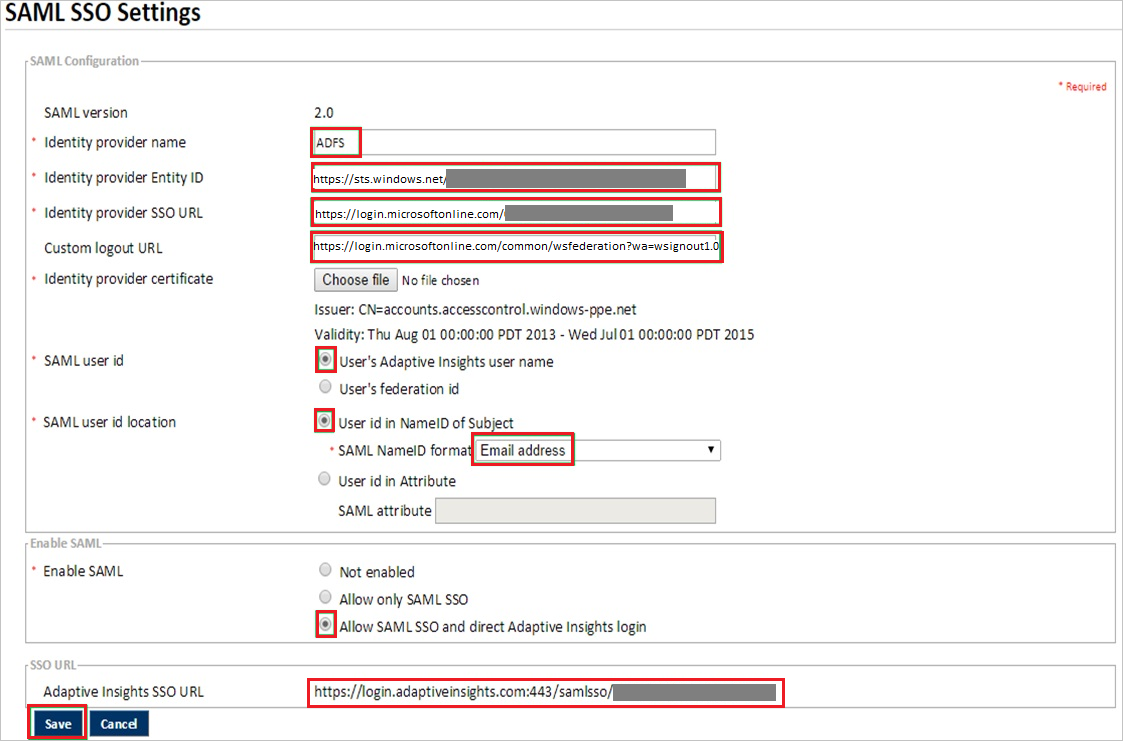 SAML SSO Settings
SAML Configuration
* Required
SAML version 2.0
* Identity provider name ADFS
* Identity provider Entity ID https://sts.windows.net/
* Identity provider SSO URL https://login.microsoftonline.com/
Custom logout URL https://login.microsoftonline.com/common/wsfederation?wa=wsignout1.0
* Identity provider certificate Choose file No file chosen
Issuer: CN=accounts.accesscontrol.windows-ppe.net
Validity: Thu Aug 01 00:00:00 PDT 2013 - Wed Jul 01 00:00:00 PDT 2015
* SAML user id User's Adaptive Insights user name
User's federation id
* SAML user id location User id in NameID of Subject
* SAML NameID format Email address
User id in Attribute
SAML attribute
Enable SAML
* Enable SAML Not enabled
Allow only SAML SSO
Allow SAML SSO and direct Adaptive Insights login
SSO URL
Adaptive Insights SSO URL https://login.adaptiveinsights.com:443/samlsso/
Save Cancel